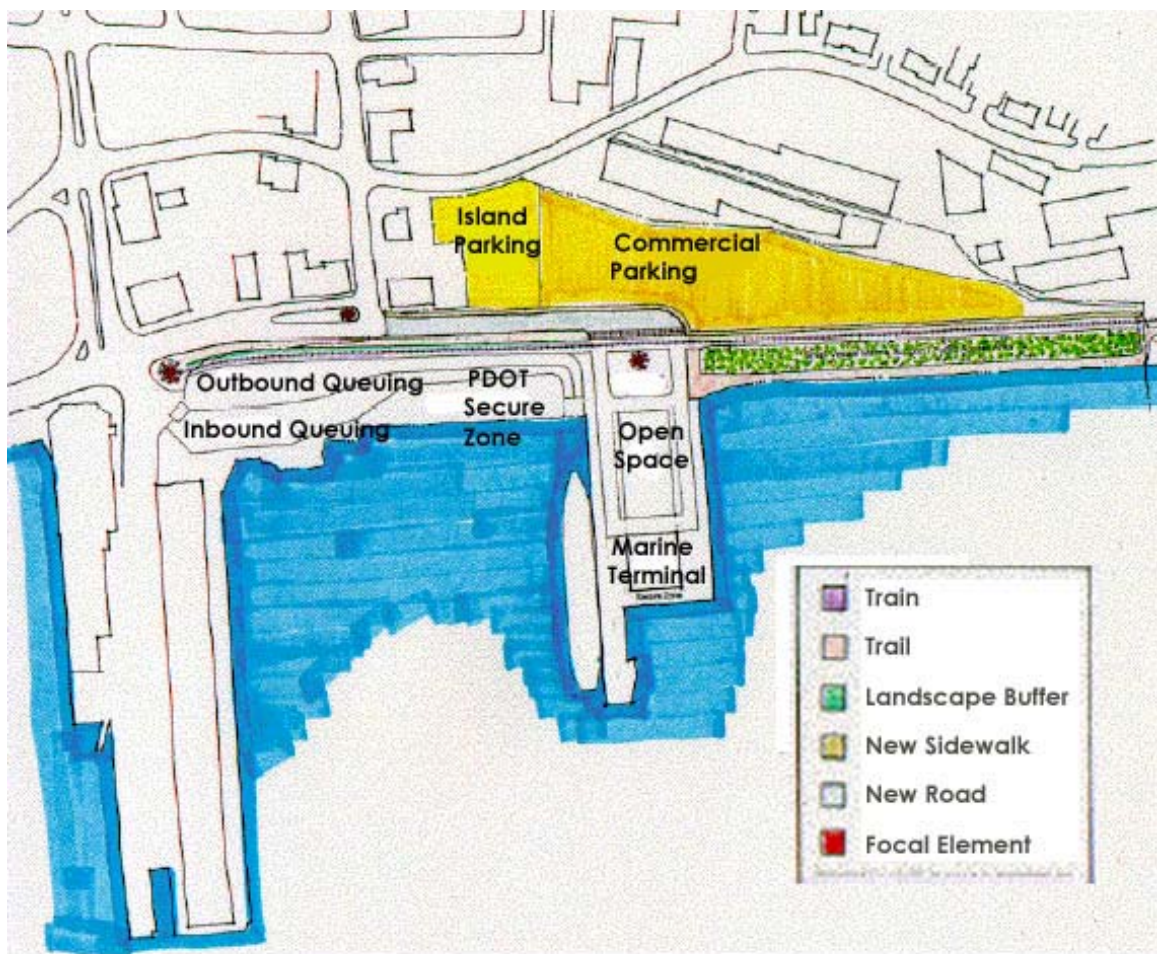 Island
Parking
Commercial
Parking
Outbound Queuing
PDOT
Secure
Zone
Inbound Queuing
Open
Space
Marine
Terminal
Secure Zone
Train
Trail
Landscape Buffer
New Sidewalk
New Road
Focal Element